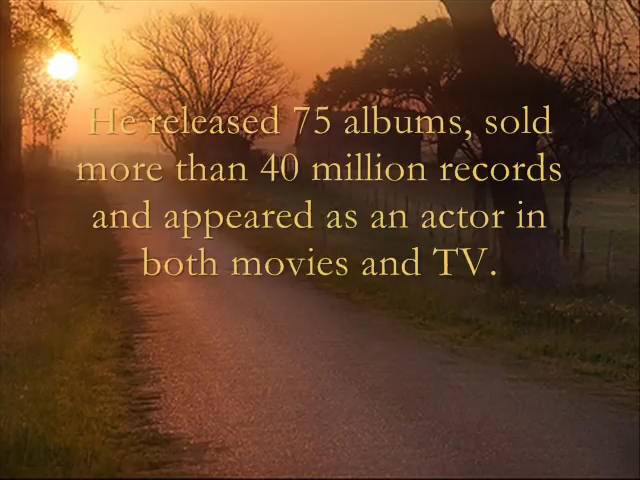 He released 75 albums, sold
more than 40 million records
and appeared as an actor in
both movies and TV.